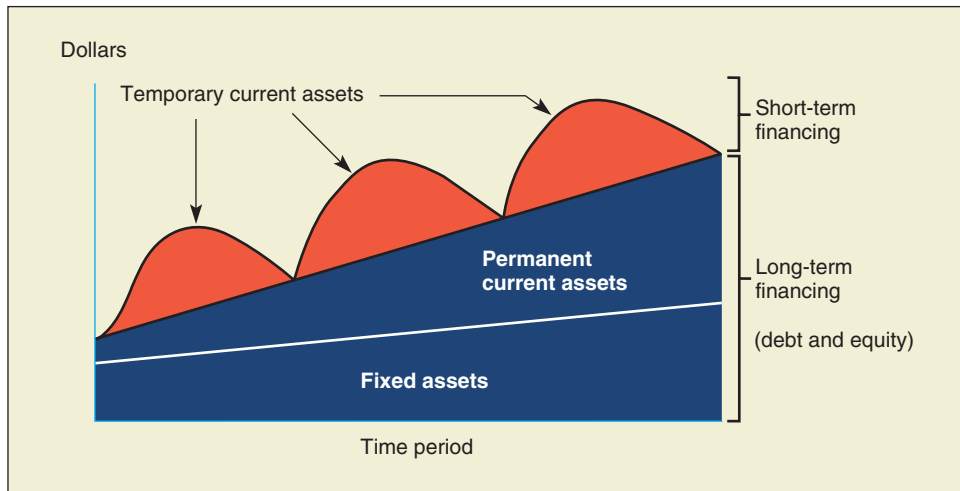 Dollars
Temporary current assets
Short-term
financing
Permanent
current assets
Long-term
financing
(debt and equity)
Fixed assets
Time period